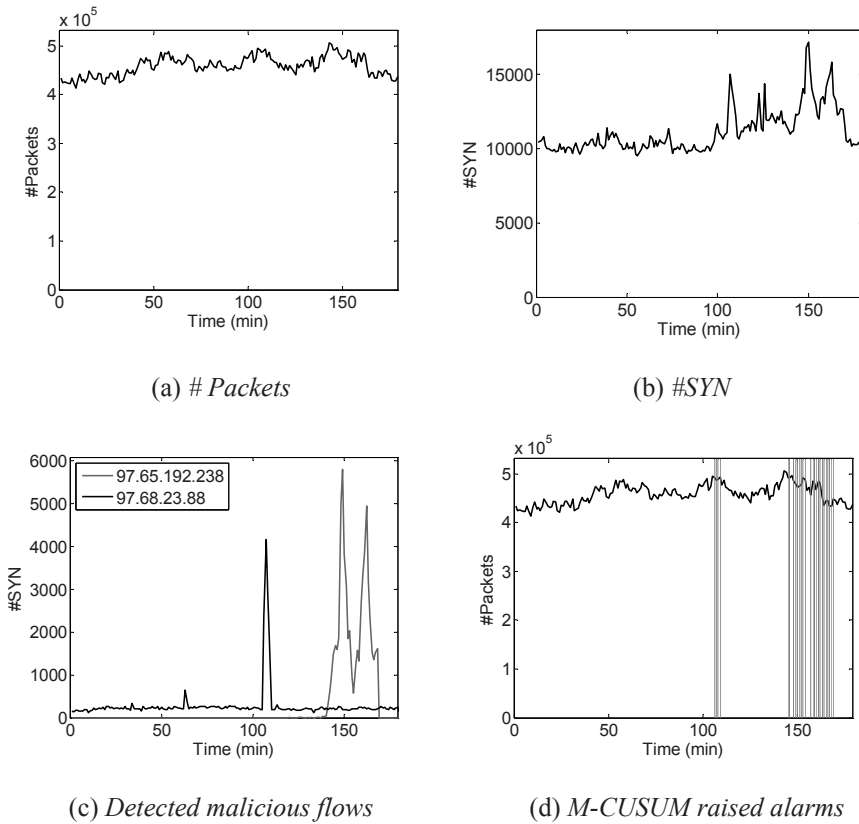 x 10^5
5
4
3
2
1
0
#Packets
0 50 100 150
Time (min)
(a) # Packets
15000
10000
5000
0
#SYN
0 50 100 150
Time (min)
(b) #SYN
6000
5000
4000
3000
2000
1000
0
#SYN
97.65.192.238
97.68.23.88
0 50 100 150
Time (min)
(c) Detected malicious flows
x 10^5
5
4
3
2
1
0
#Packets
0 50 100 150
Time (min)
(d) M-CUSUM raised alarms